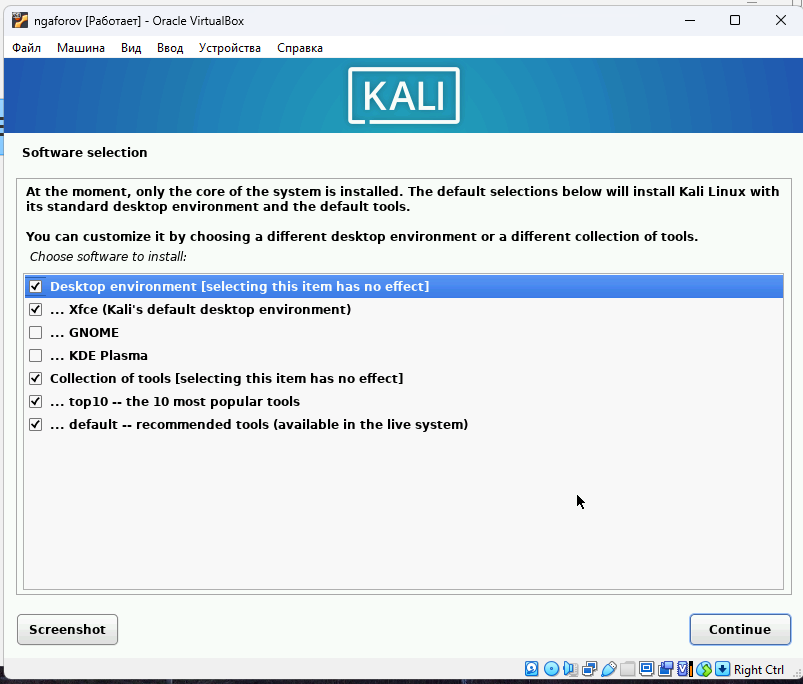 ngaforov [Работает] - Oracle VirtualBox
Файл Машина Вид Ввод Устройства Справка
KALI
Software selection
At the moment, only the core of the system is installed. The default selections below will install Kali Linux with
its standard desktop environment and the default tools.
You can customize it by choosing a different desktop environment or a different collection of tools.
Choose software to install:
Desktop environment [selecting this item has no effect]
... Xfce (Kali's default desktop environment)
... GNOME
... KDE Plasma
Collection of tools [selecting this item has no effect]
... top10 -- the 10 most popular tools
... default -- recommended tools (available in the live system)
Screenshot Continue
Right Ctrl